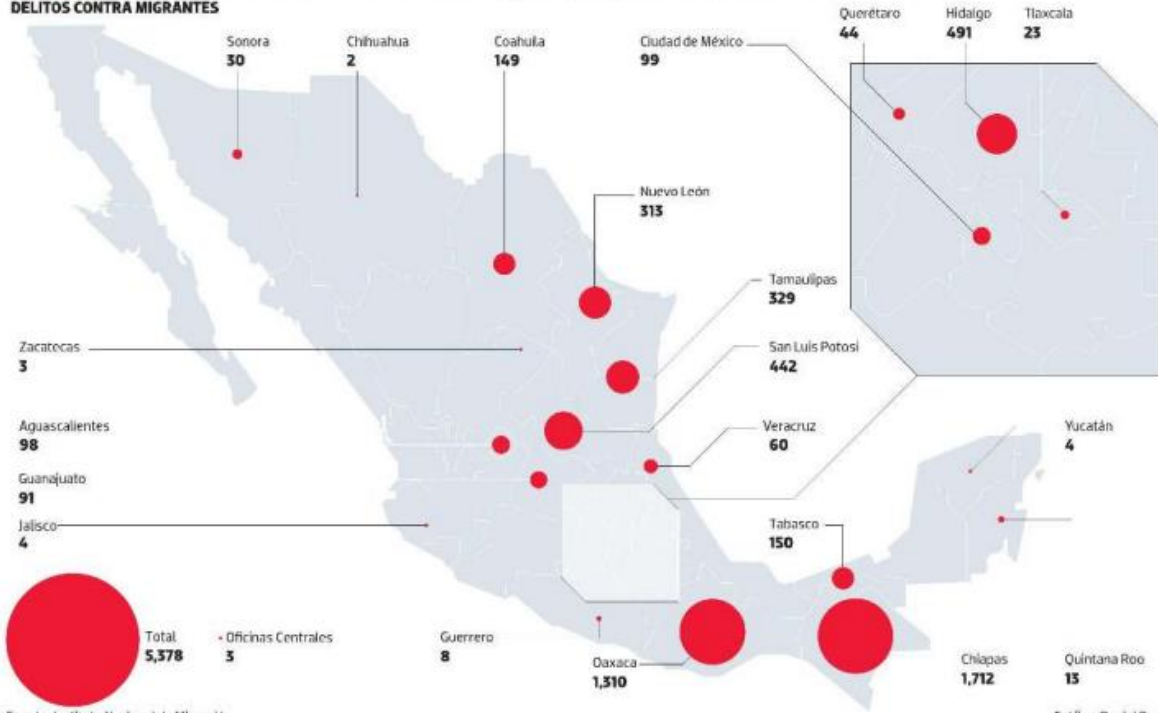 DELITOS CONTRA MIGRANTES
Sonora
30
Chihuahua
2
Coahuila
149
Ciudad de México
99
Querétaro
44
Hidalgo
491
Tlaxcala
23
Nuevo León
313
Tamaulipas
329
San Luis Potosí
442
Zacatecas
3
Aguascalientes
98
Guanajuato
91
Jalisco
4
Veracruz
60
Yucatán
4
Tabasco
150
Total
5,378
Oficinas Centrales
3
Guerrero
8
Oaxaca
1,310
Chiapas
1,712
Quintana Roo
13